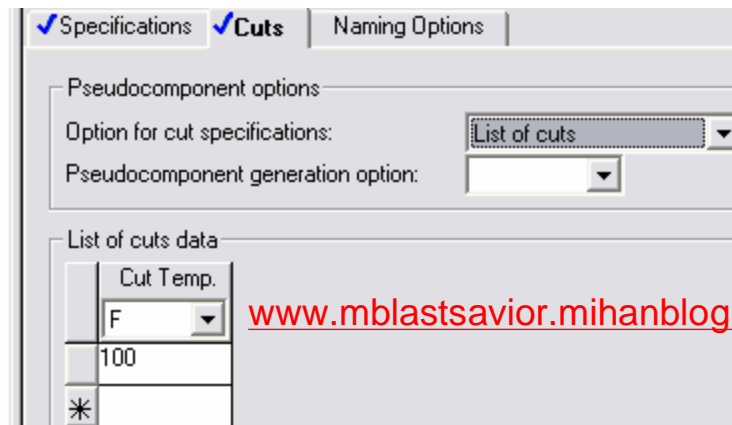 Specifications Cuts Naming Options
Pseudocomponent options
Option for cut specifications: List of cuts
Pseudocomponent generation option:
List of cuts data
Cut Temp.
F
www.mblastsavior.mihanblog
100